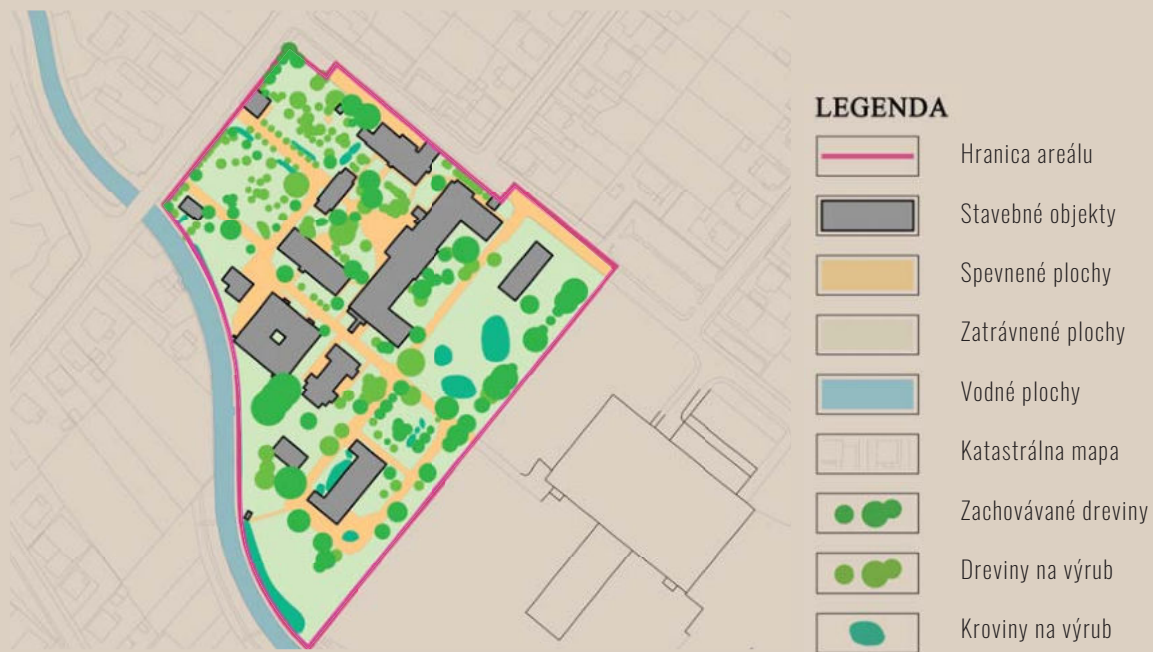 LEGENDA
Hranica areálu
Stavebné objekty
Spevnené plochy
Zatrávnené plochy
Vodné plochy
Katastrálna mapa
Zachovávané dreviny
Dreviny na výrub
Kroviny na výrub